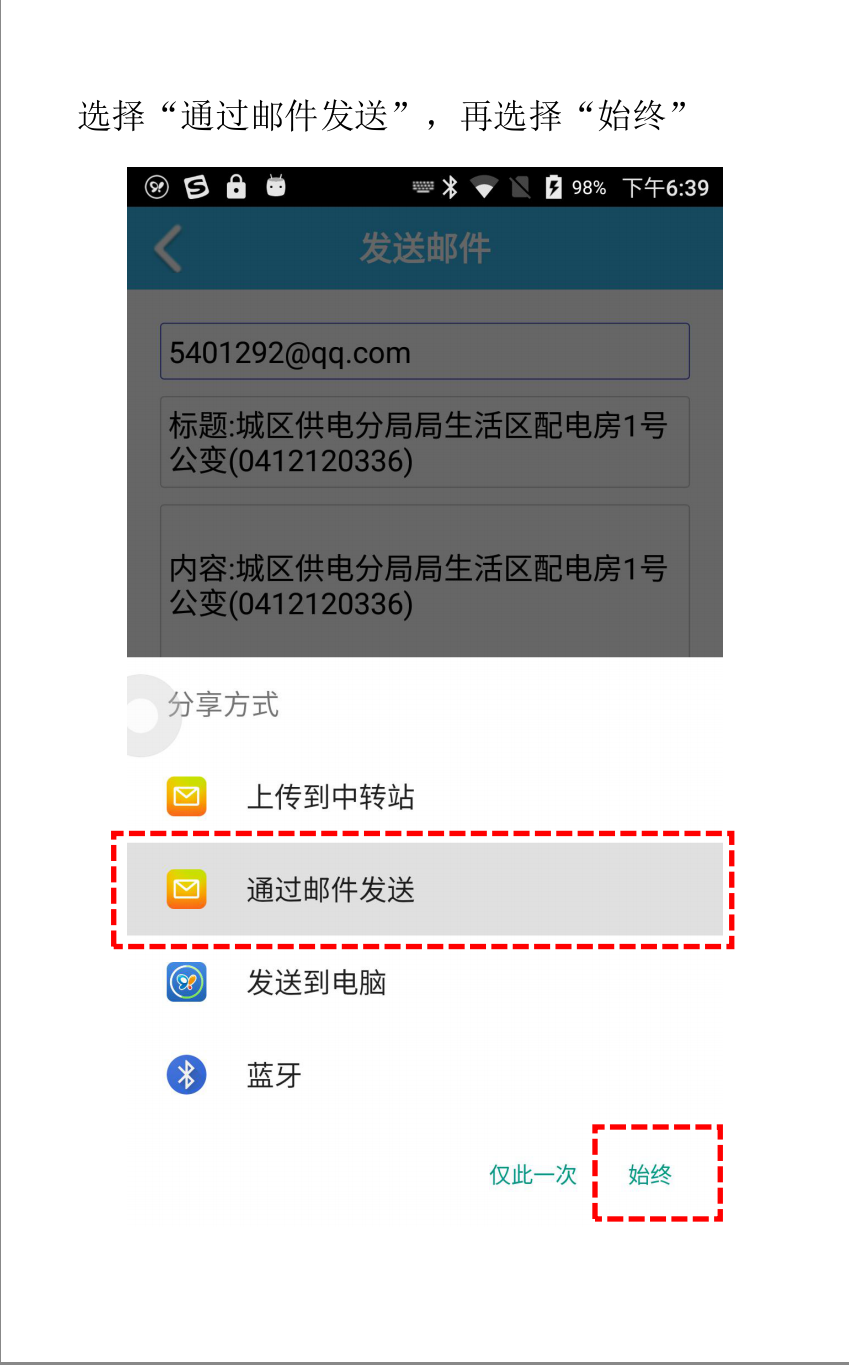 选择“通过邮件发送”，再选择“始终”
98% 下午6:39
发送邮件
5401292@qq.com
标题:城区供电分局局生活区配电房1号
公变(0412120336)
内容:城区供电分局局生活区配电房1号
公变(0412120336)
分享方式
上传到中转站
通过邮件发送
发送到电脑
蓝牙
仅此一次 始终